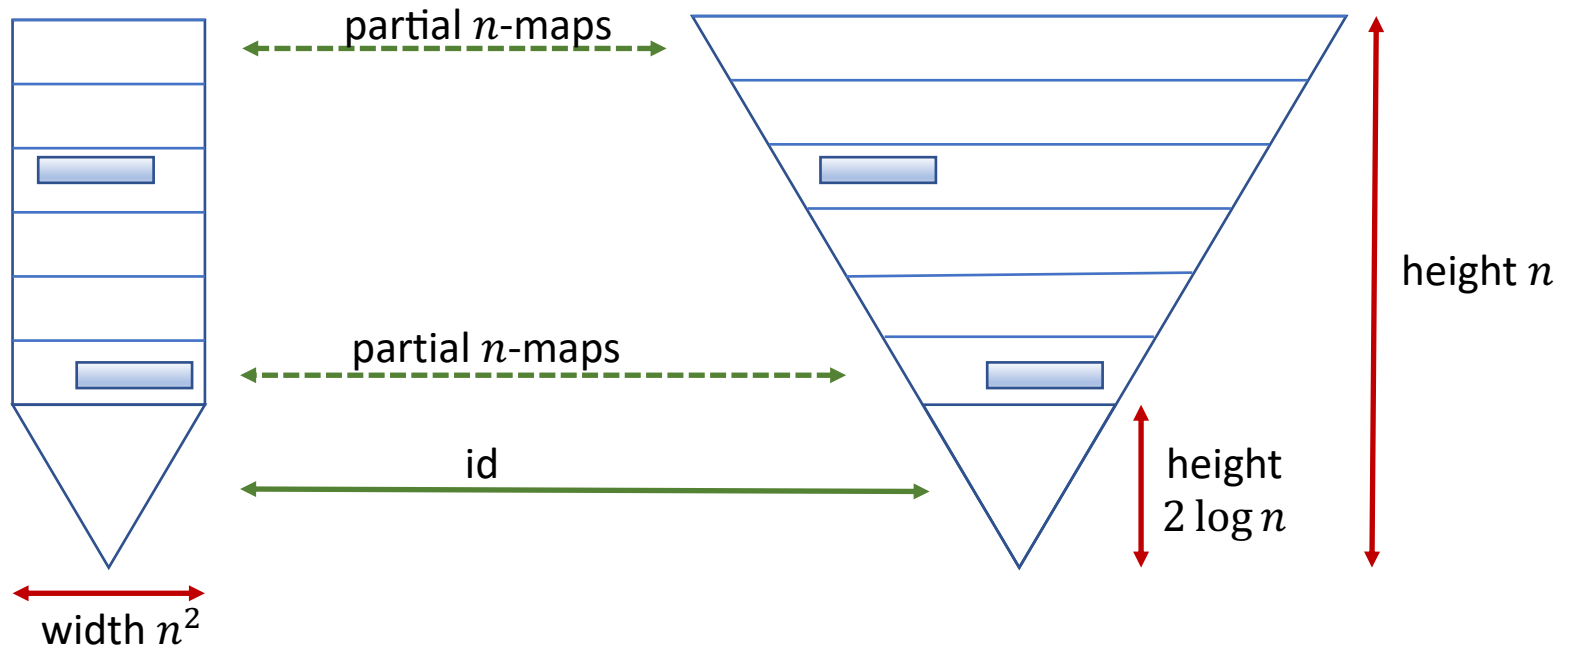 partial n-maps
height n
partial n-maps
id
height
2 log n
width n²